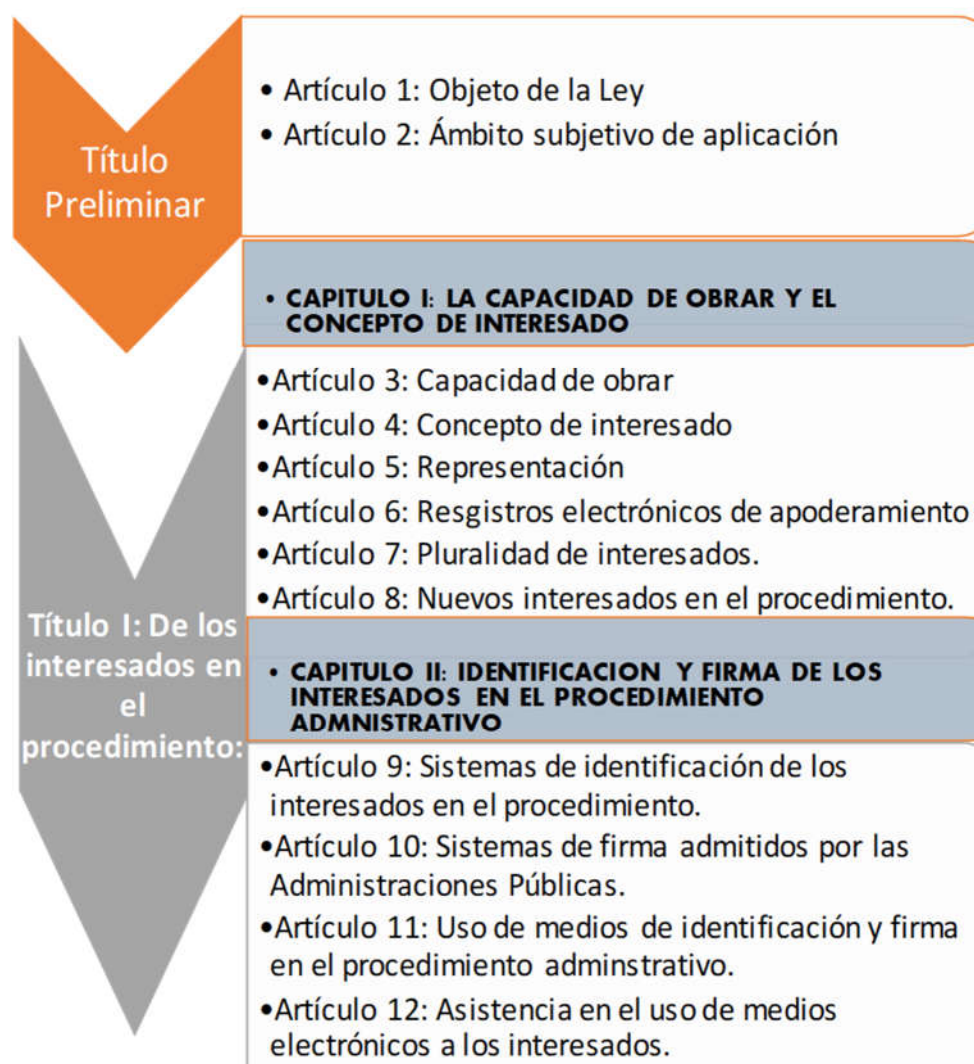 Título
Preliminar
• Artículo 1: Objeto de la Ley
• Artículo 2: Ámbito subjetivo de aplicación
Título I: De los
interesados en
el
procedimiento:
• CAPITULO I: LA CAPACIDAD DE OBRAR Y EL
CONCEPTO DE INTERESADO
•Artículo 3: Capacidad de obrar
•Artículo 4: Concepto de interesado
•Artículo 5: Representación
•Artículo 6: Resgistros electrónicos de apoderamiento
•Artículo 7: Pluralidad de interesados.
•Artículo 8: Nuevos interesados en el procedimiento.
• CAPITULO II: IDENTIFICACION Y FIRMA DE LOS
INTERESADOS EN EL PROCEDIMIENTO
ADMNISTRATIVO
•Artículo 9: Sistemas de identificación de los
interesados en el procedimiento.
•Artículo 10: Sistemas de firma admitidos por las
Administraciones Públicas.
•Artículo 11: Uso de medios de identificación y firma
en el procedimiento adminstrativo.
•Artículo 12: Asistencia en el uso de medios
electrónicos a los interesados.